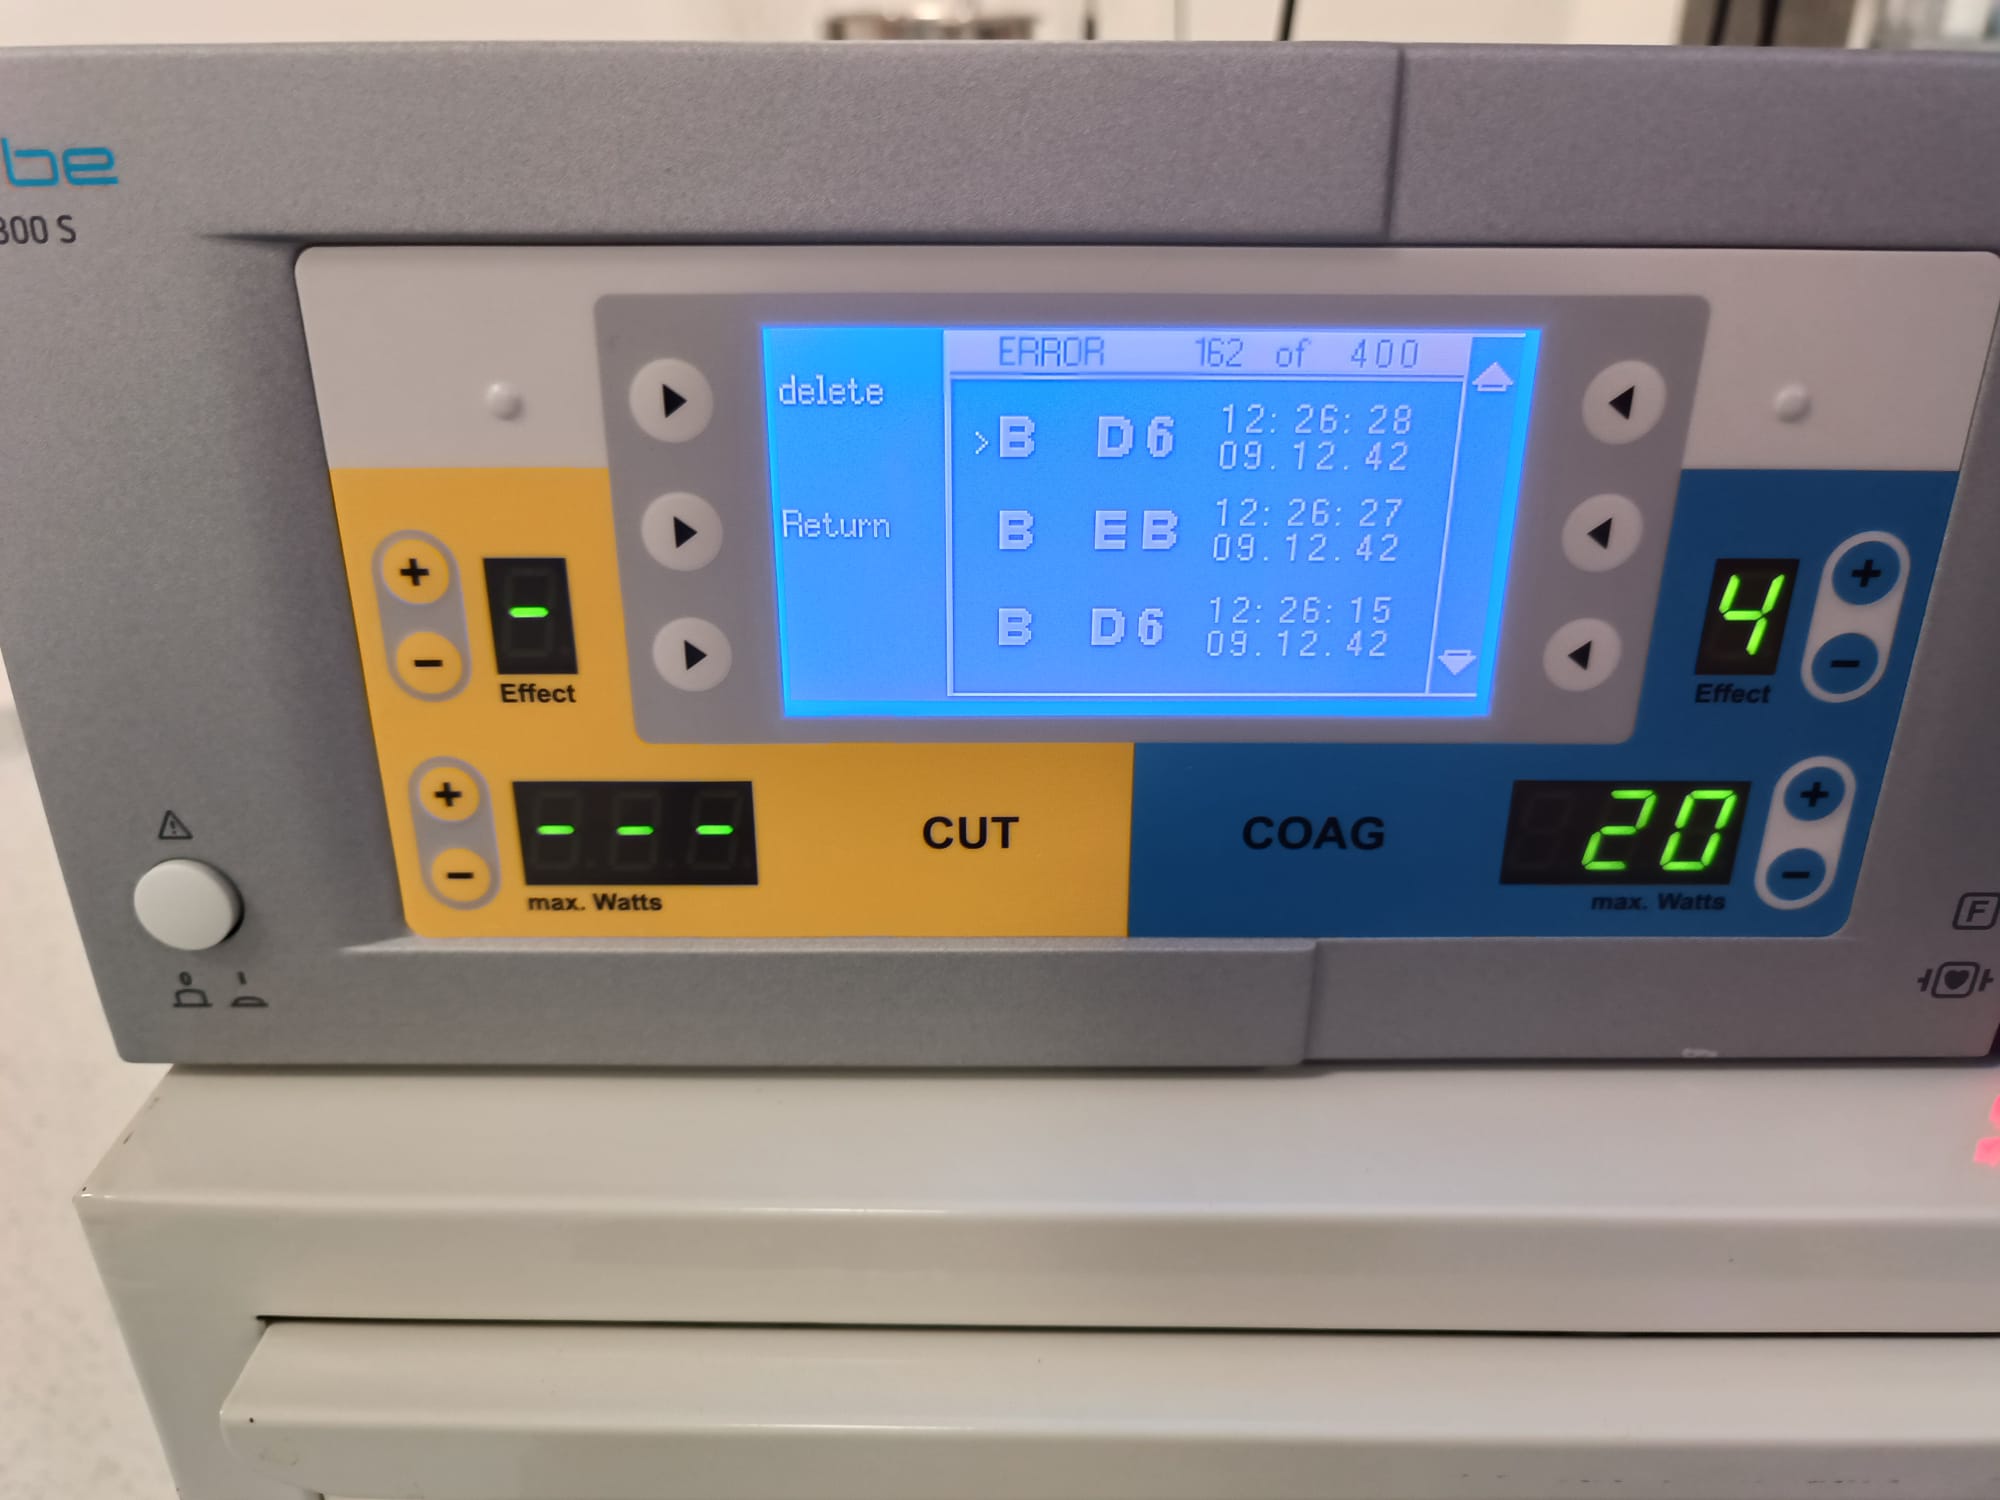 be
300 S
ERROR 162 of 400
delete
>B D6 12:26:28
09.12.42
Return
B EB 12:26:27
09.12.42
B D6 12:26:15
09.12.42
+
-
-
Effect
4
+
-
Effect
+
-
---
max. Watts
CUT
COAG
20
max. Watts
+
-
0 I
F